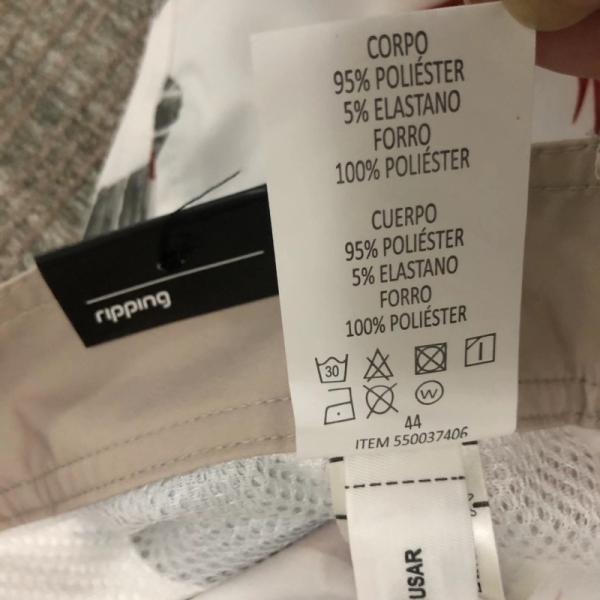 CORPO
95% POLIÉSTER
5% ELASTANO
FORRO
100% POLIÉSTER
CUERPO
95% POLIÉSTER
5% ELASTANO
FORRO
100% POLIÉSTER
30
W
44
ITEM 550037406
ripping
USAR